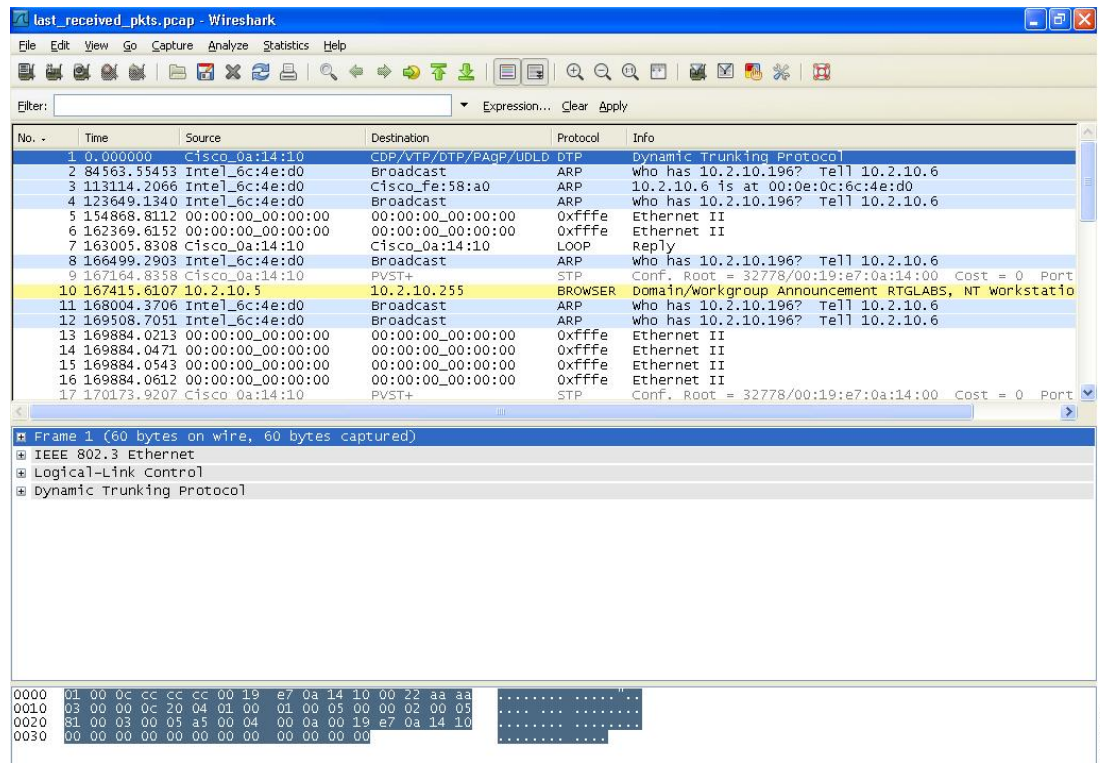 last_received_pkts.pcap - Wireshark
File Edit View Go Capture Analyze Statistics Help
Filter: Expression... Clear Apply
No. - Time Source Destination Protocol Info
1 0.000000 Cisco_0a:14:10 CDP/VTP/DTP/PAgP/UDLD DTP Dynamic Trunking Protocol
2 84563.55453 Intel_6c:4e:d0 Broadcast ARP Who has 10.2.10.196? Tell 10.2.10.6
3 113114.2066 Intel_6c:4e:d0 Cisco_fe:58:a0 ARP 10.2.10.6 is at 00:0e:0c:6c:4e:d0
4 123649.1340 Intel_6c:4e:d0 Broadcast ARP Who has 10.2.10.196? Tell 10.2.10.6
5 154868.8112 00:00:00_00:00:00 00:00:00_00:00:00 0xfffe Ethernet II
6 162369.6152 00:00:00_00:00:00 00:00:00_00:00:00 0xfffe Ethernet II
7 163005.8308 Cisco_0a:14:10 Cisco_0a:14:10 LOOP Reply
8 166499.2903 Intel_6c:4e:d0 Broadcast ARP Who has 10.2.10.196? Tell 10.2.10.6
9 167164.8358 Cisco_0a:14:10 PVST+ STP Conf. Root = 32778/00:19:e7:0a:14:00 Cost = 0 Port
10 167415.6107 10.2.10.5 10.2.10.255 BROWSER Domain/Workgroup Announcement RTGLABS, NT Workstatio
11 168004.3706 Intel_6c:4e:d0 Broadcast ARP Who has 10.2.10.196? Tell 10.2.10.6
12 169508.7051 Intel_6c:4e:d0 Broadcast ARP Who has 10.2.10.196? Tell 10.2.10.6
13 169884.0213 00:00:00_00:00:00 00:00:00_00:00:00 0xfffe Ethernet II
14 169884.0471 00:00:00_00:00:00 00:00:00_00:00:00 0xfffe Ethernet II
15 169884.0543 00:00:00_00:00:00 00:00:00_00:00:00 0xfffe Ethernet II
16 169884.0612 00:00:00_00:00:00 00:00:00_00:00:00 0xfffe Ethernet II
17 170173.9207 Cisco_0a:14:10 PVST+ STP Conf. Root = 32778/00:19:e7:0a:14:00 Cost = 0 Port
Frame 1 (60 bytes on wire, 60 bytes captured)
IEEE 802.3 Ethernet
Logical-Link Control
Dynamic Trunking Protocol
0000 01 00 0c cc cc cc 00 19 e7 0a 14 10 00 22 aa aa ........ ....."..
0010 03 00 00 0c 20 04 01 00 01 00 05 00 00 02 00 05 .... ... ........
0020 81 00 03 00 05 a5 00 04 00 0a 00 19 e7 0a 14 10 ........ ........
0030 00 00 00 00 00 00 00 00 00 00 00 00 ........ ....